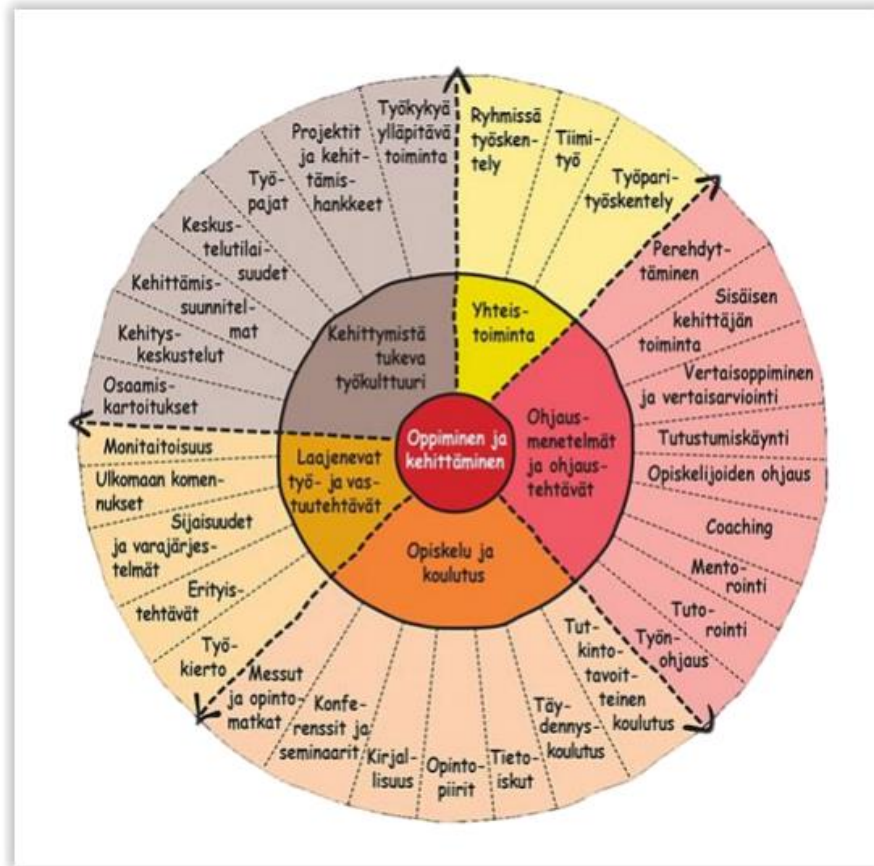 Työkykyä
ylläpitävä
toiminta
Projektit
ja kehit-
tämis-
hankkeet
Työ-
pajat
Keskus-
telutilai-
suudet
Kehittämis-
suunnitel-
mat
Kehitys-
keskustelut
Osaamis-
kartoitukset
Kehittymistä
tukeva
työkulttuuri
Ryhmissä
työsken-
tely
Tiimi-
työ
Työpari-
työskentely
Yhteis-
toiminta
Perehdyt-
täminen
Sisäisen
kehittäjän
toiminta
Vertaisoppiminen
ja vertaisarviointi
Tutustumiskäynti
Opiskelijoiden ohjaus
Coaching
Mento-
rointi
Tuto-
rointi
Työn-
ohjaus
Ohjaus-
menetelmät
ja ohjaus-
tehtävät
Oppiminen ja
kehittäminen
Monitaitoisuus
Ulkomaan komen-
nukset
Sijaisuudet
ja varajärjes-
telmät
Erityis-
tehtävät
Työ-
kierto
Laajenevat
työ- ja vas-
tuutehtävät
Opiskelu ja
koulutus
Messut
ja opinto-
matkat
Konfe-
renssit ja
seminaarit
Kirjal-
lisuus
Opinto-
piirit
Tieto-
iskut
Täy-
dennys-
koulutus
Tut-
kinto-
tavoit-
teinen
koulutus